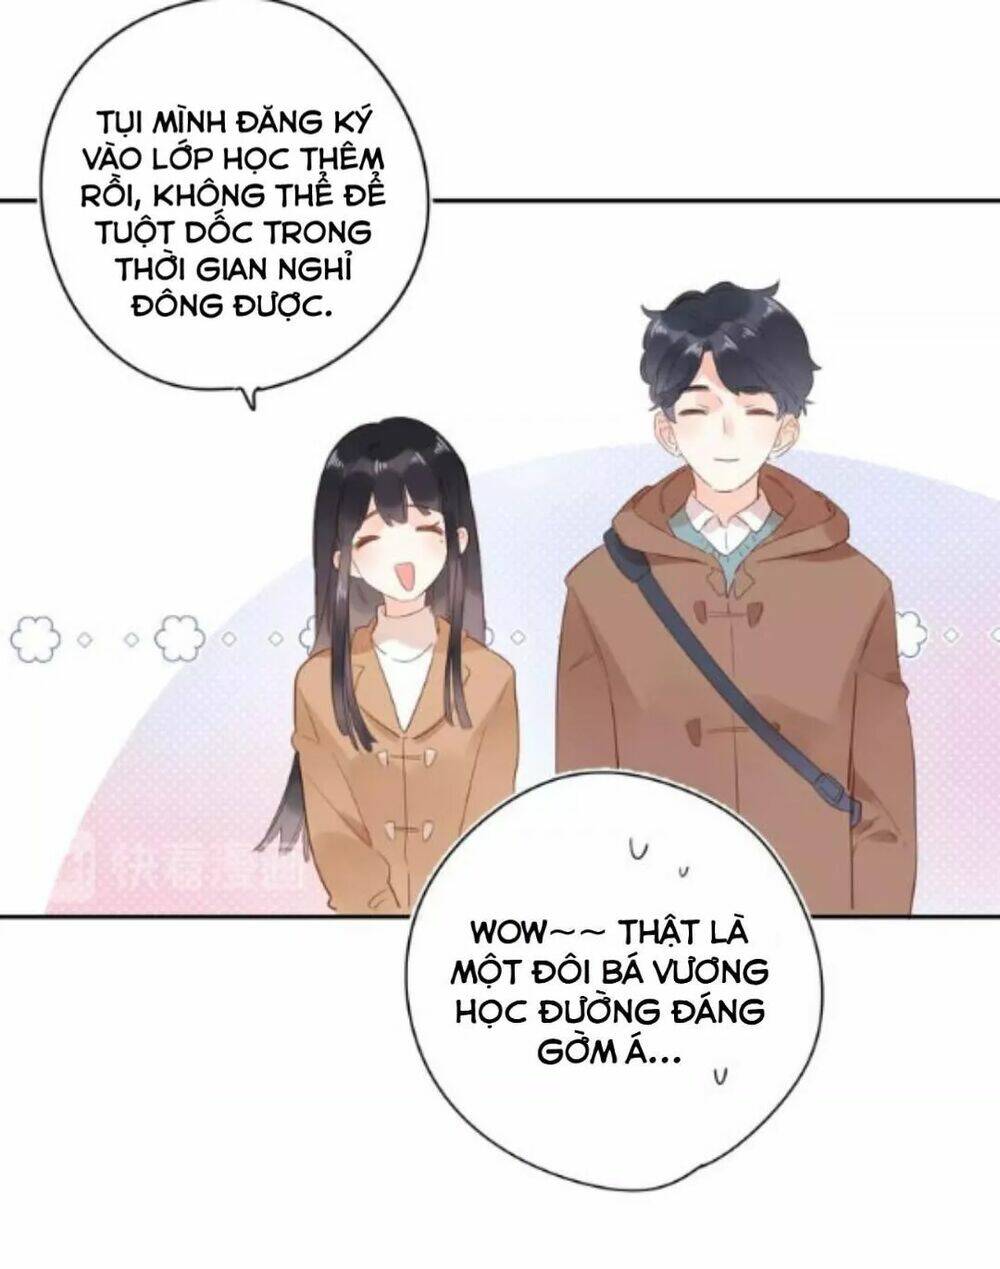 TỤI MÌNH ĐĂNG KÝ
VÀO LỚP HỌC THÊM
RỒI, KHÔNG THỂ ĐỂ
TUỘT DỐC TRONG
THỜI GIAN NGHỈ
ĐÔNG ĐƯỢC.
WOW~~ THẬT LÀ
MỘT ĐÔI BÁ VƯƠNG
HỌC ĐƯỜNG ĐÁNG
GỜM Á...